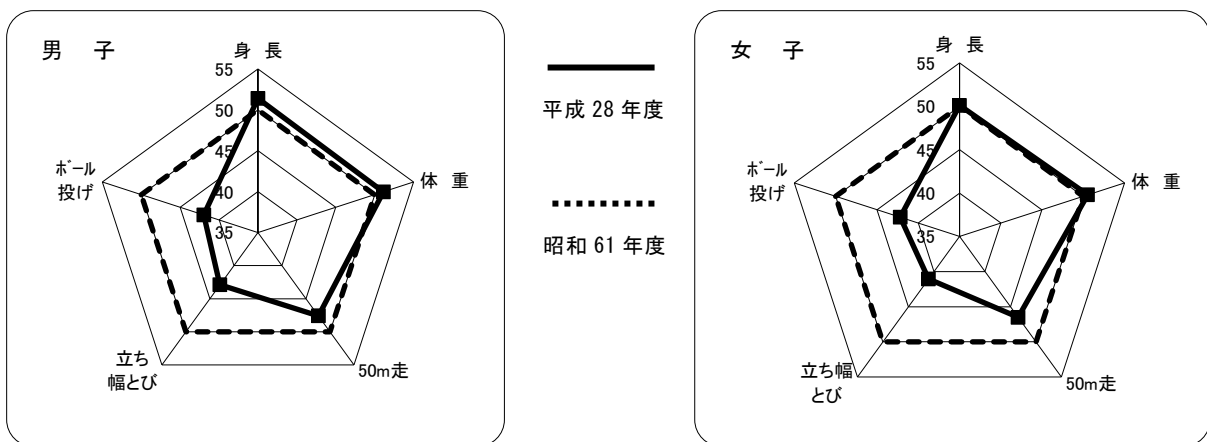 男 子
身 長
55
50
45
40
35
体 重
50m走
立ち
幅とび
ボール
投げ
平成 28 年度
昭和 61 年度
女 子
身 長
55
50
45
40
35
体 重
50m走
立ち幅
とび
ボール
投げ